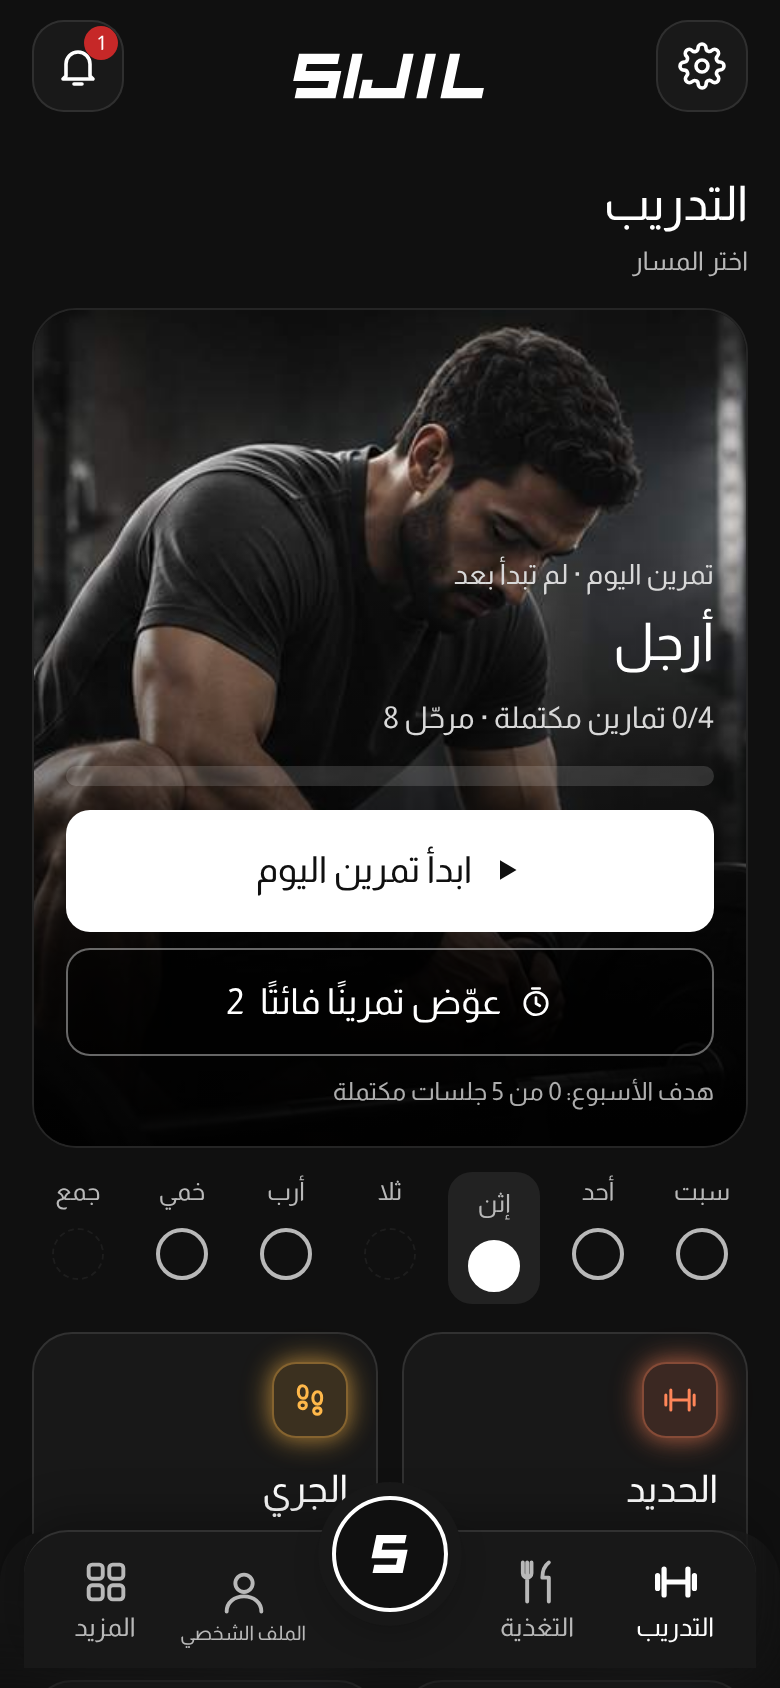 1
SIJIL
التدريب
اختر المسار
تمرين اليوم · لم تبدأ بعد
أرجل
0/4 تمارين مكتملة · مرحّل 8
ابدأ تمرين اليوم
عوّض تمرينًا فائتًا 2
هدف الأسبوع: 0 من 5 جلسات مكتملة
سبت أحد إثن ثلا أرب خمي جمع
الحديد الجري
S
التدريب التغذية الملف الشخصي المزيد